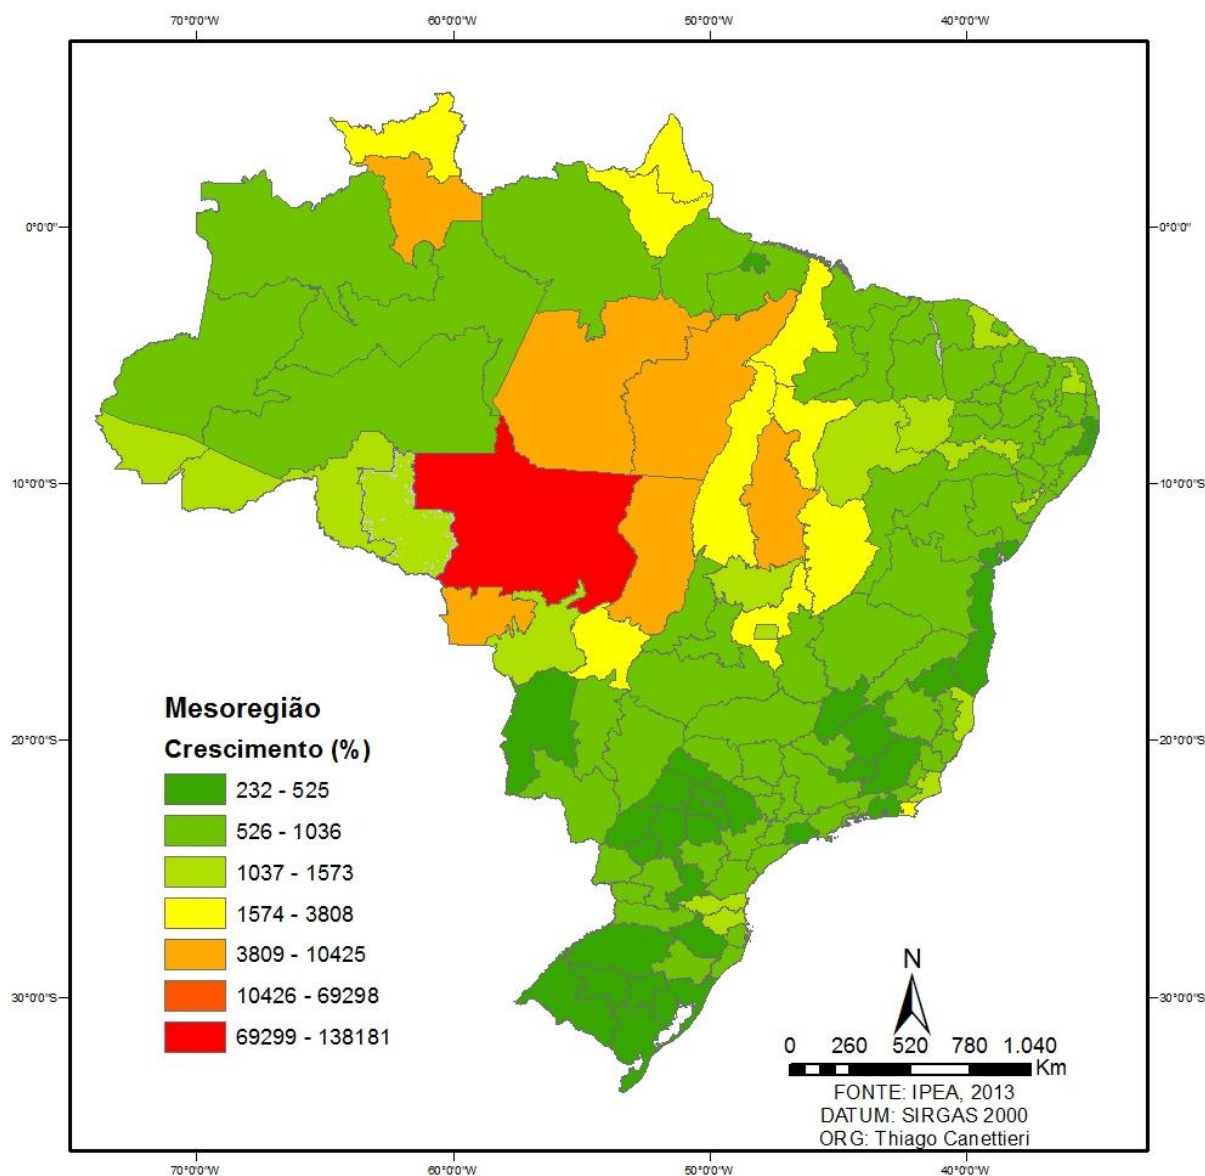 70°0'0"W 60°0'0"W 50°0'0"W 40°0'0"W
0°0'0" 0°0'0"
10°0'0"S 10°0'0"S
20°0'0"S 20°0'0"S
30°0'0"S 30°0'0"S
Mesoregião
Crescimento (%)
232 - 525
526 - 1036
1037 - 1573
1574 - 3808
3809 - 10425
10426 - 69298
69299 - 138181
N
0 260 520 780 1.040
Km
FONTE: IPEA, 2013
DATUM: SIRGAS 2000
ORG: Thiago Canettieri
70°0'0"W 60°0'0"W 50°0'0"W 40°0'0"W